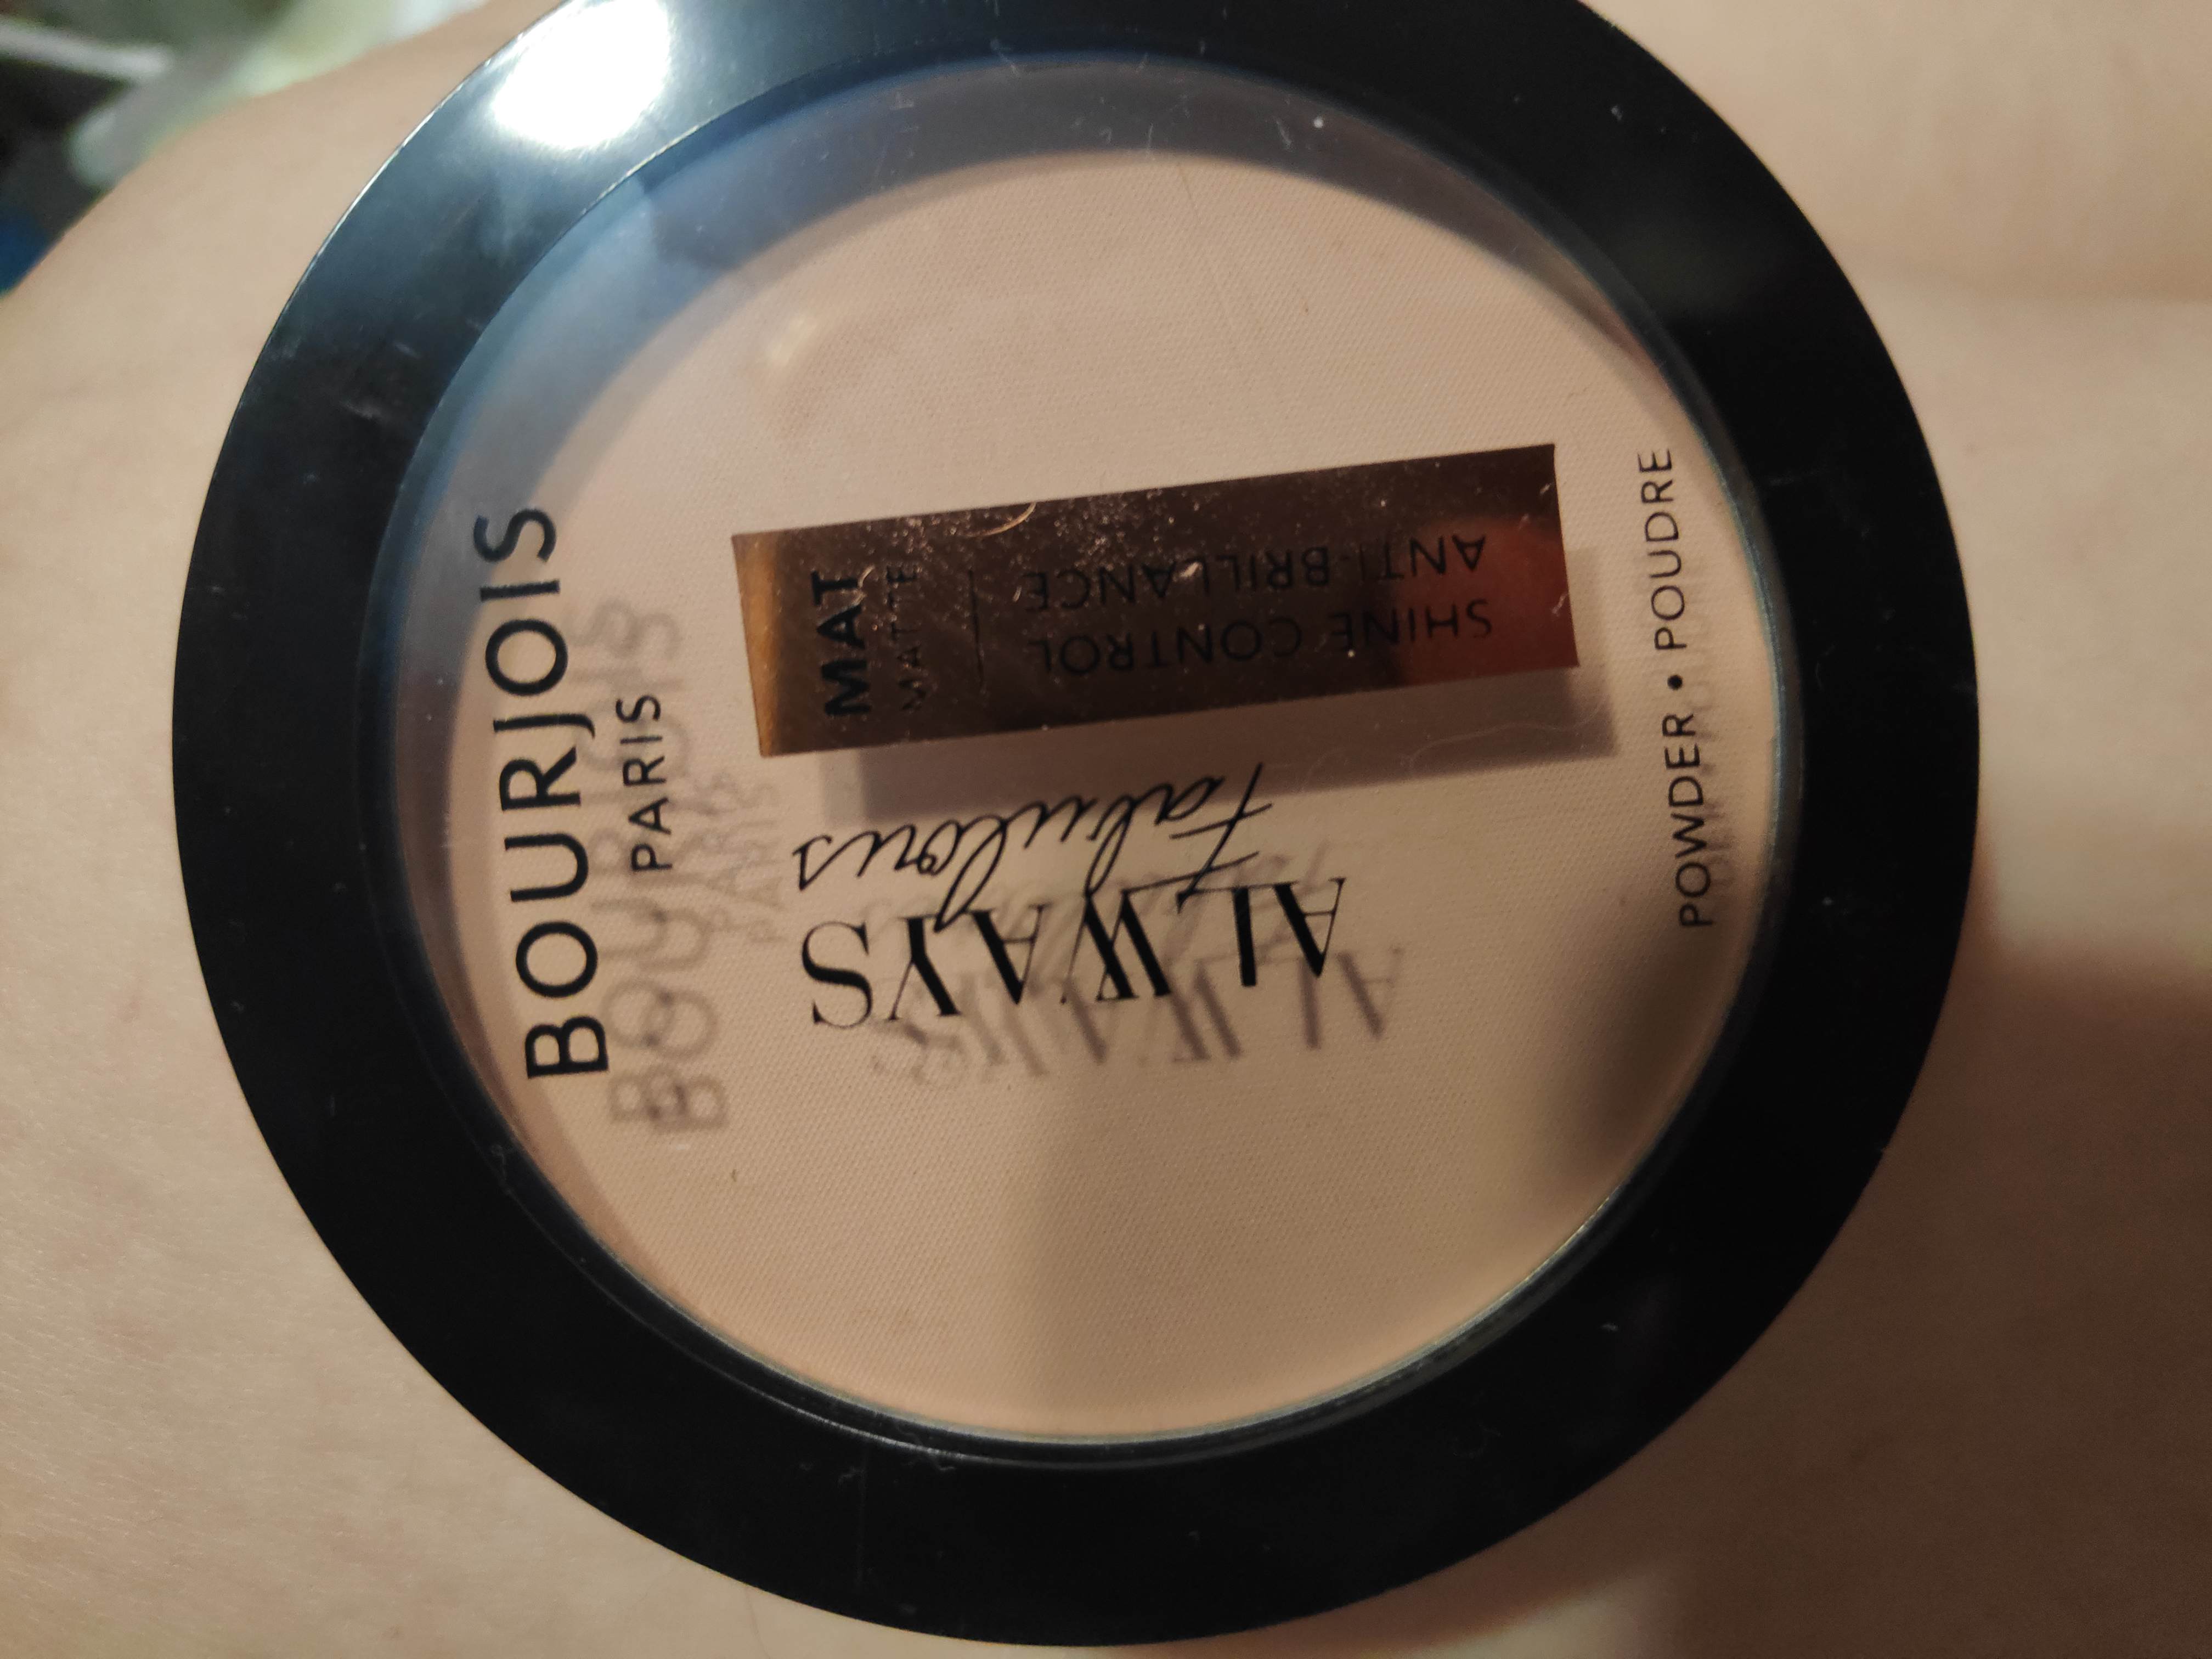 BOURJOIS
PARIS
ALWAYS
Fabulous
MAT
MATTE
SHINE CONTROL
ANTI-BRILLANCE
POWDER • POUDRE